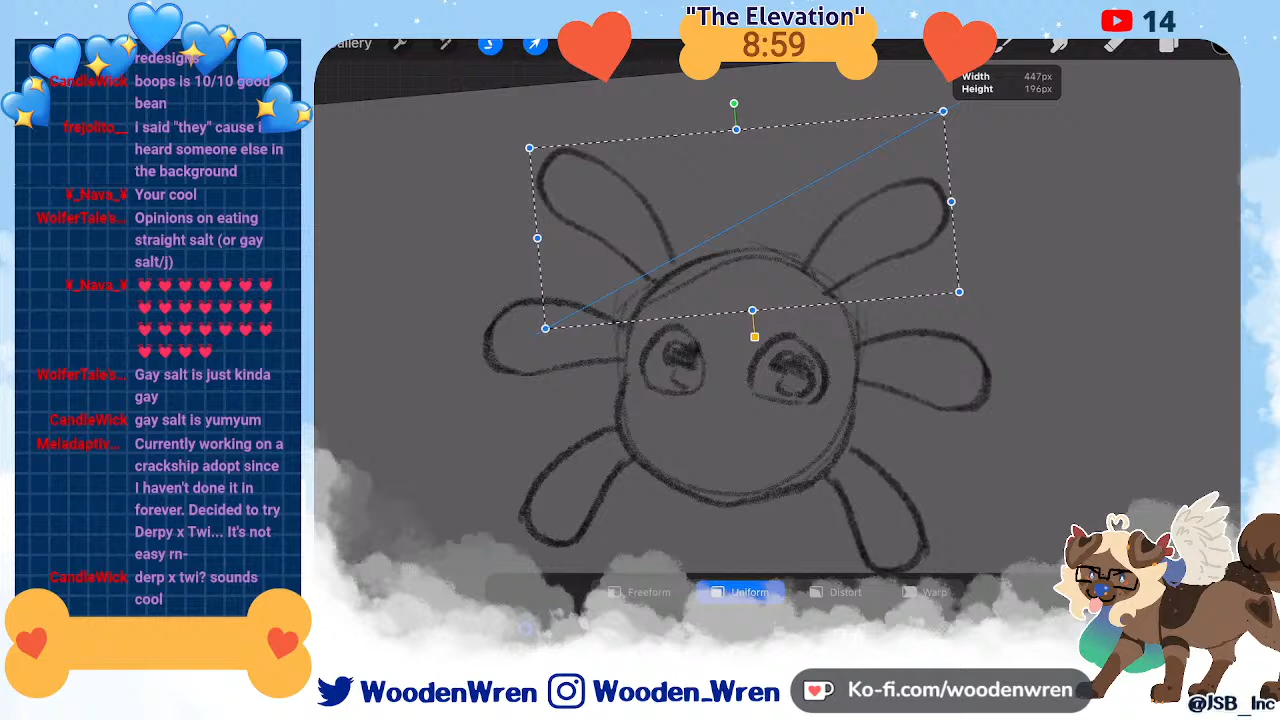 "The Elevation"
8:59
14
allery
Width 447px
Height 196px
redesigns
CandleWick boops is 10/10 good
bean
frejolito__ I said "they" cause i
heard someone else in
the background
¥_Nava_¥ Your cool
WolferTale's... Opinions on eating
straight salt (or gay
salt/j)
¥_Nava_¥
WolferTale's... Gay salt is just kinda
gay
CandleWick gay salt is yumyum
Meladaptiv... Currently working on a
crackship adopt since
I haven't done it in
forever. Decided to try
Derpy x Twi... It's not
easy rn-
CandleWick derp x twi? sounds
cool
Freeform Uniform Distort Warp
WoodenWren Wooden_Wren Ko-fi.com/woodenwren
@JSB_Inc